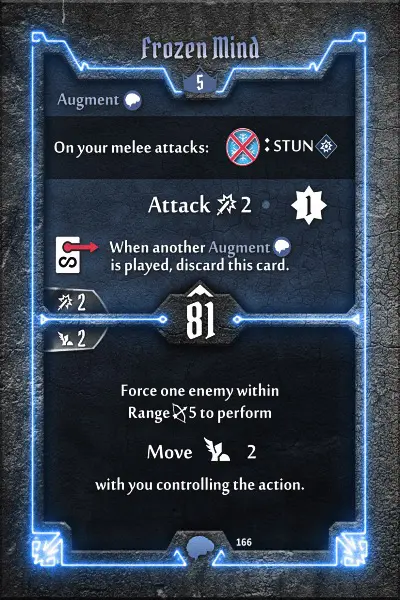 Frozen Mind
5
Augment
On your melee attacks: : STUN
Attack 2 1
When another Augment
is played, discard this card.
2
81
2
Force one enemy within
Range 5 to perform
Move 2
with you controlling the action.
166